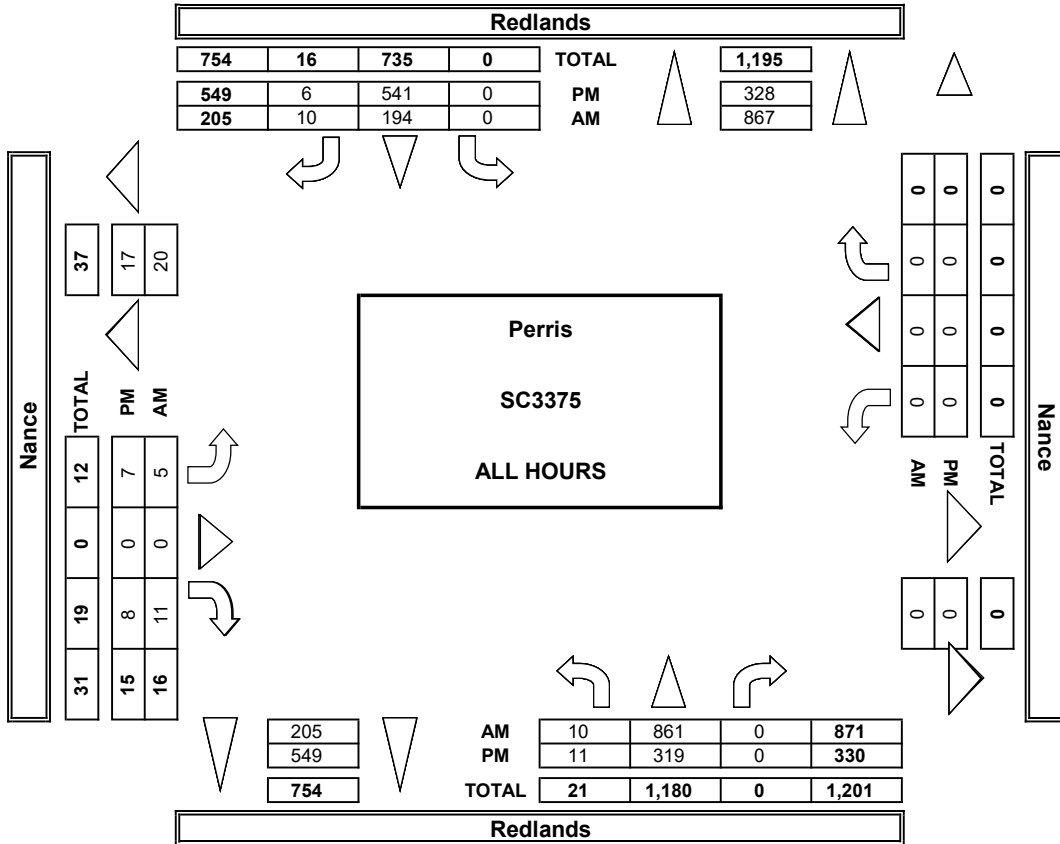 Redlands
754 16 735 0 TOTAL 1,195
549 6 541 0 PM 328
205 10 194 0 AM 867
Nance
37 17 20
TOTAL PM AM
12 7 5
0 0 0
19 8 11
31 15 16
Perris
SC3375
ALL HOURS
0 0 0
0 0 0
0 0 0
0 0 0
AM PM TOTAL
0 0 0
Nance
205 AM 10 861 0 871
549 PM 11 319 0 330
754 TOTAL 21 1,180 0 1,201
Redlands